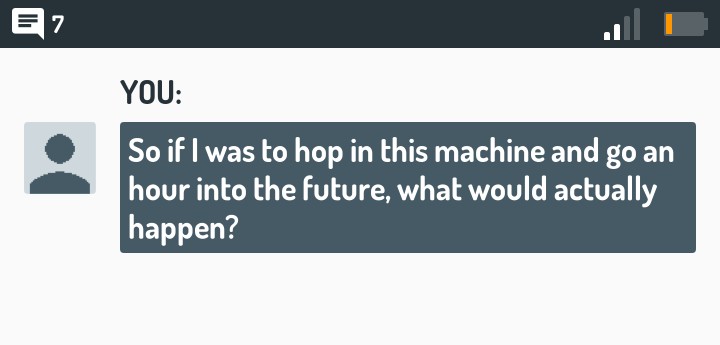 7
YOU:
So if I was to hop in this machine and go an
hour into the future, what would actually
happen?